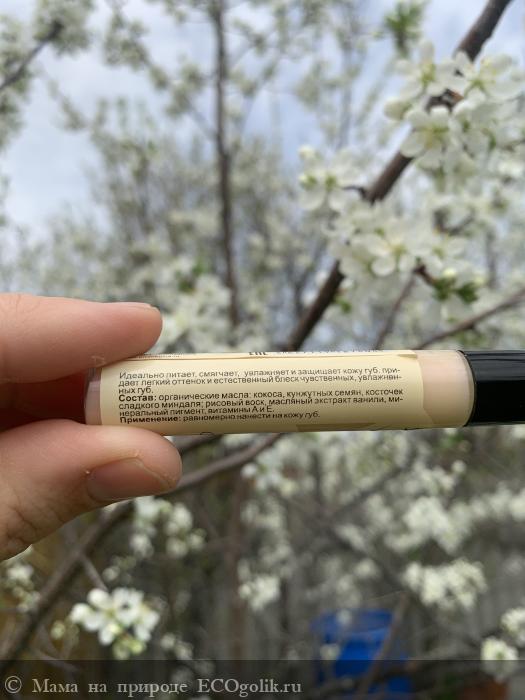 EAC
Идеально питает, смягчает, увлажняет и защищает кожу губ, при-
дает легкий оттенок и естественный блеск чувственных, увлажнен-
ных губ.
Состав: органические масла: кокоса, кунжутных семян, косточек
сладкого миндаля; рисовый воск, масляный экстракт ванили, ми-
неральный пигмент, витамины А и Е.
Применение: равномерно нанести на кожу губ.
© Мама на природе ECOgolik.ru